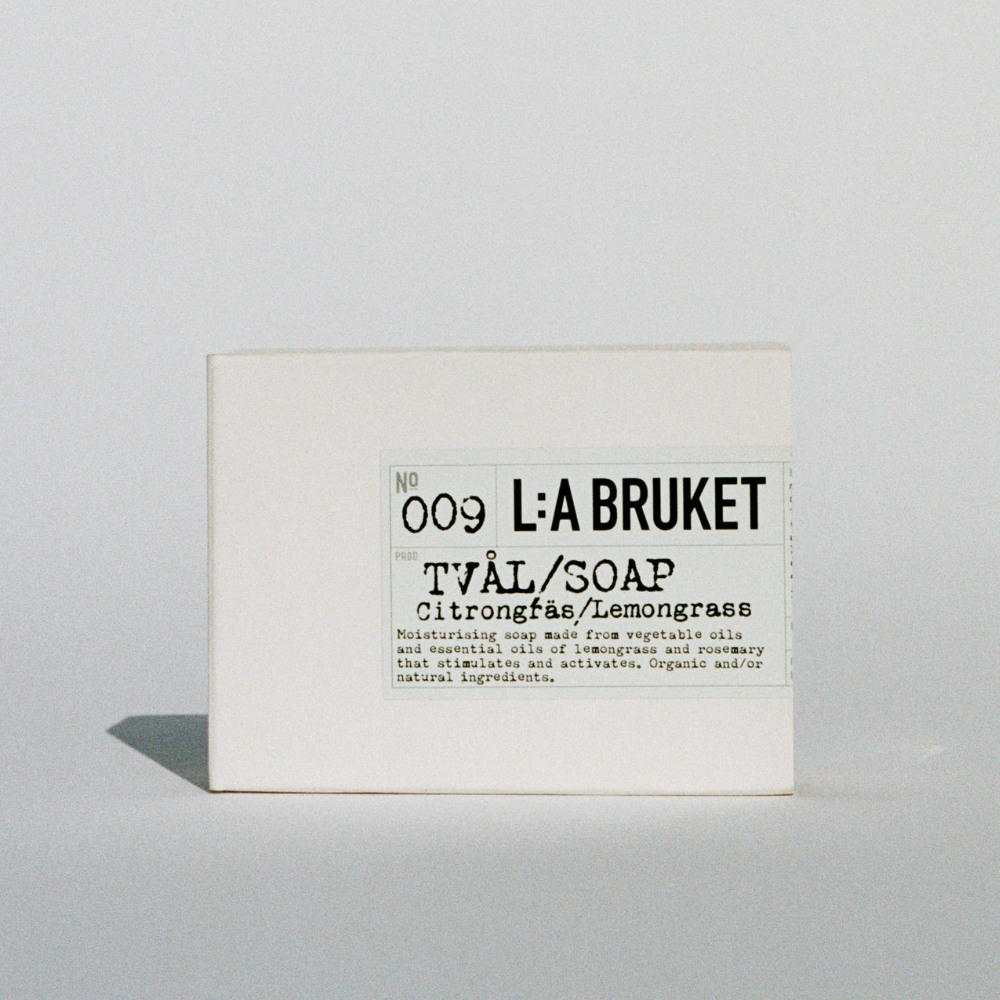 Nº
009
L:A BRUKET
PROD
TVÅL/SOAP
Citrongräs/Lemongrass
Moisturising soap made from vegetable oils
and essential oils of lemongrass and rosemary
that stimulates and activates. Organic and/or
natural ingredients.